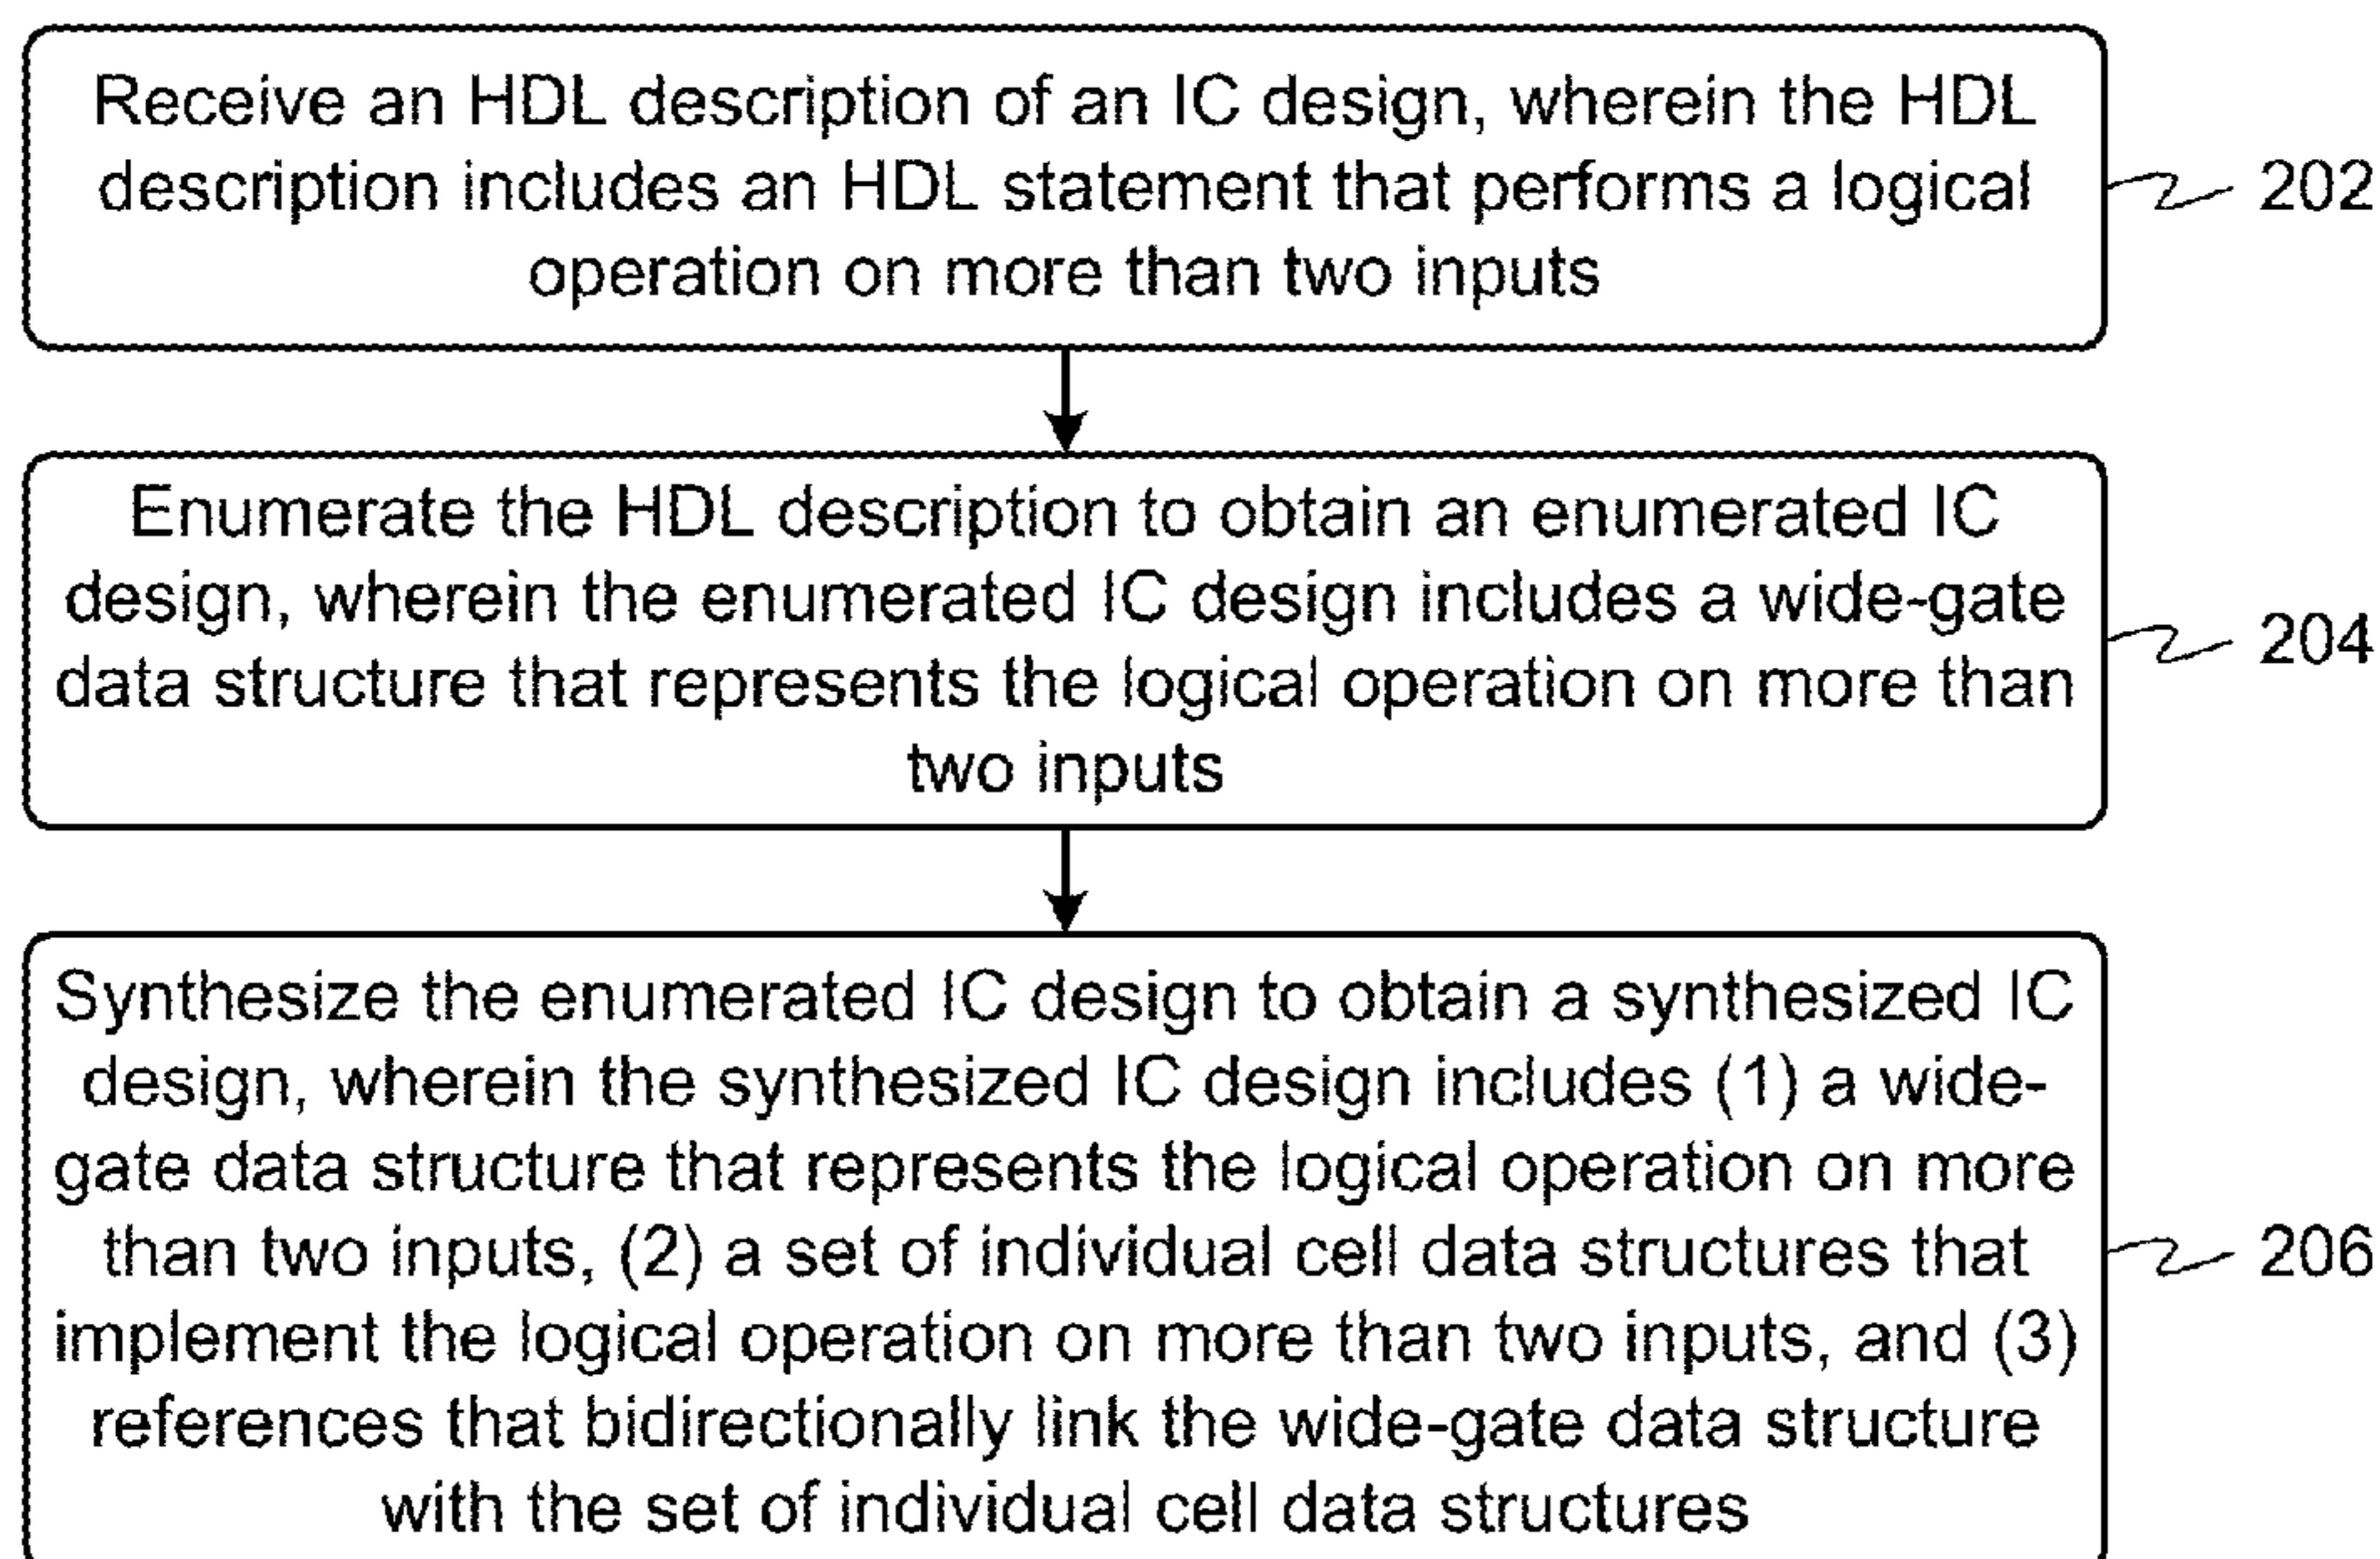 Receive an HDL description of an IC design, wherein the HDL
description includes an HDL statement that performs a logical
operation on more than two inputs
202
Enumerate the HDL description to obtain an enumerated IC
design, wherein the enumerated IC design includes a wide-gate
data structure that represents the logical operation on more than
two inputs
204
Synthesize the enumerated IC design to obtain a synthesized IC
design, wherein the synthesized IC design includes (1) a wide-
gate data structure that represents the logical operation on more
than two inputs, (2) a set of individual cell data structures that
implement the logical operation on more than two inputs, and (3)
references that bidirectionally link the wide-gate data structure
with the set of individual cell data structures
206